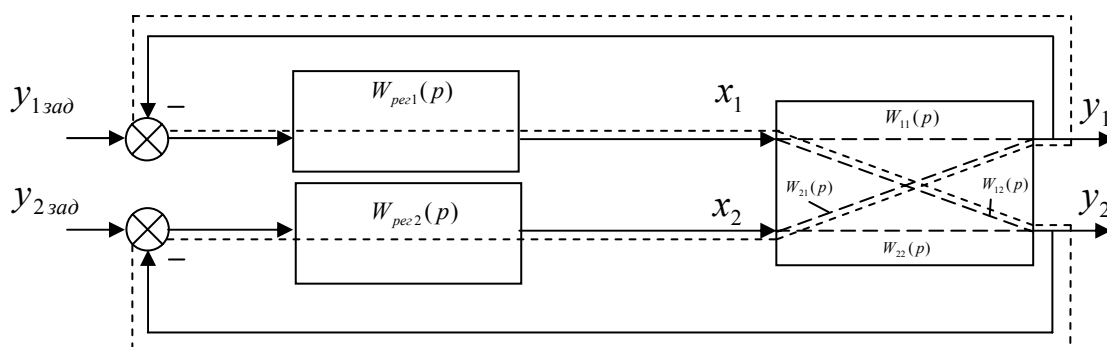 y1зад
−
Wрег1(p)
x1
W11(p)
y1
y2зад
−
Wрег2(p)
x2
W21(p)
W12(p)
y2
W22(p)